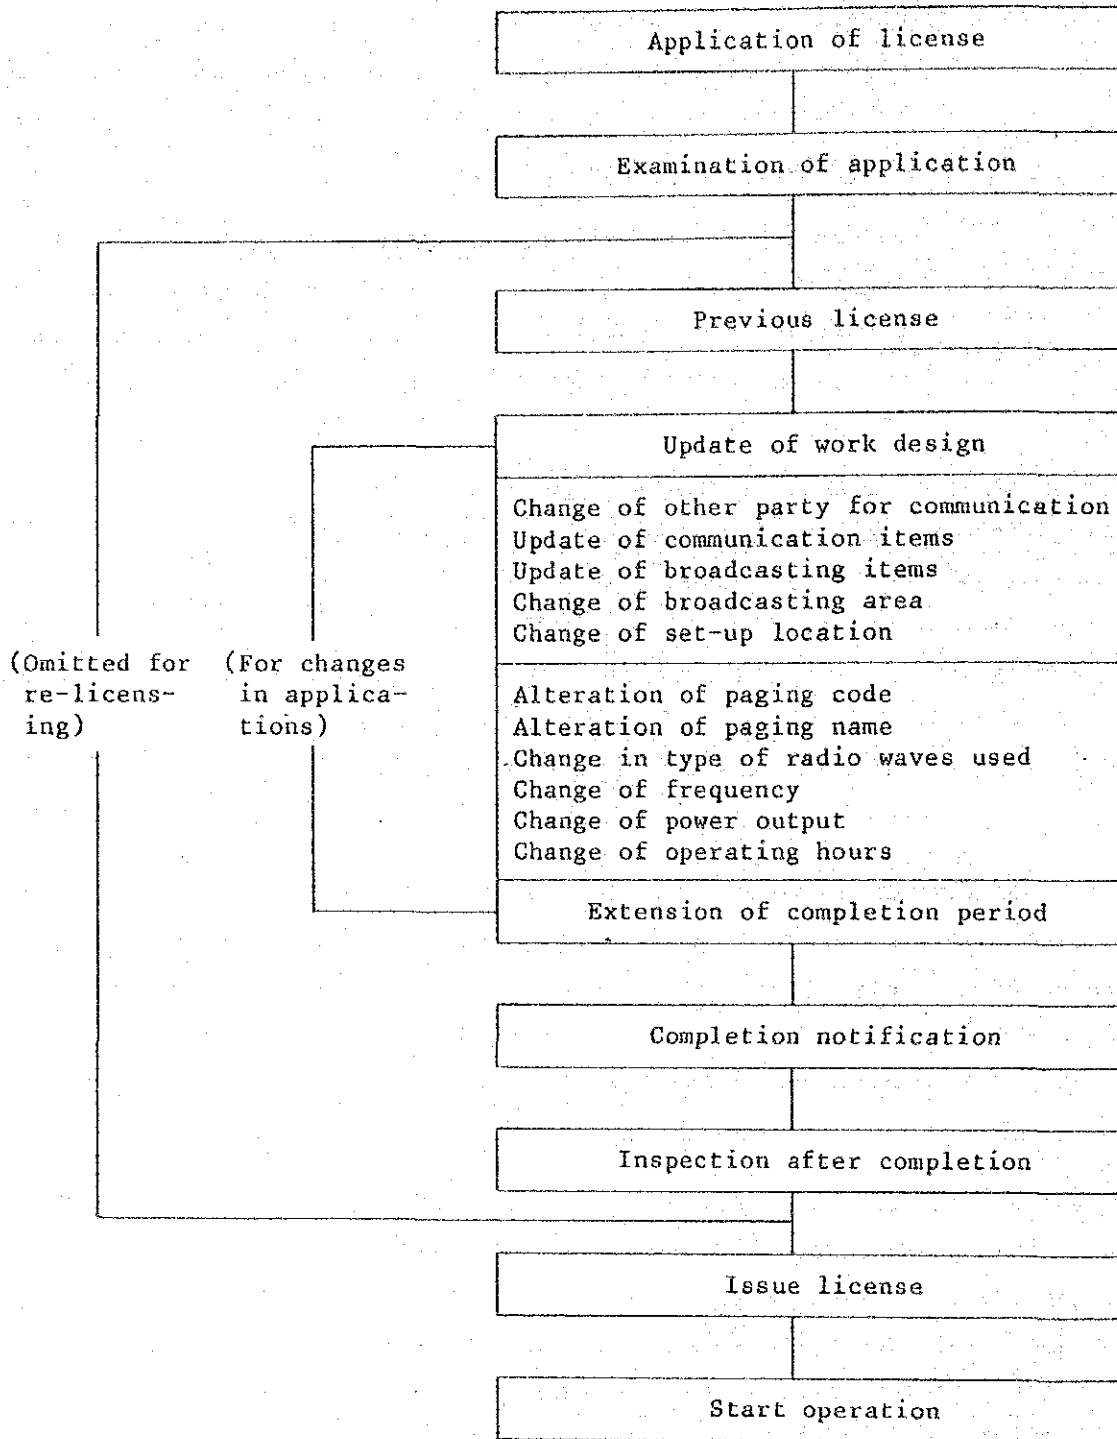 Application of license
Examination of application
Previous license
Update of work design
Change of other party for communication
Update of communication items
Update of broadcasting items
Change of broadcasting area
Change of set-up location
(Omitted for
re-licens-
ing)
(For changes
in applica-
tions)
Alteration of paging code
Alteration of paging name
Change in type of radio waves used
Change of frequency
Change of power output
Change of operating hours
Extension of completion period
Completion notification
Inspection after completion
Issue license
Start operation